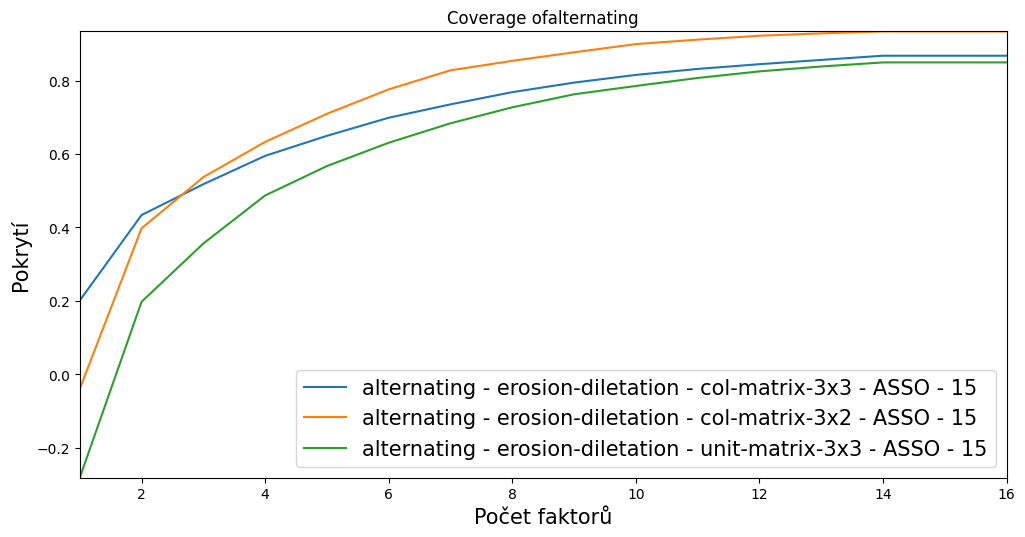 Coverage ofalternating
Pokrytí
0.8
0.6
0.4
0.2
0.0
−0.2
alternating - erosion-diletation - col-matrix-3x3 - ASSO - 15
alternating - erosion-diletation - col-matrix-3x2 - ASSO - 15
alternating - erosion-diletation - unit-matrix-3x3 - ASSO - 15
2 4 6 8 10 12 14 16
Počet faktorů